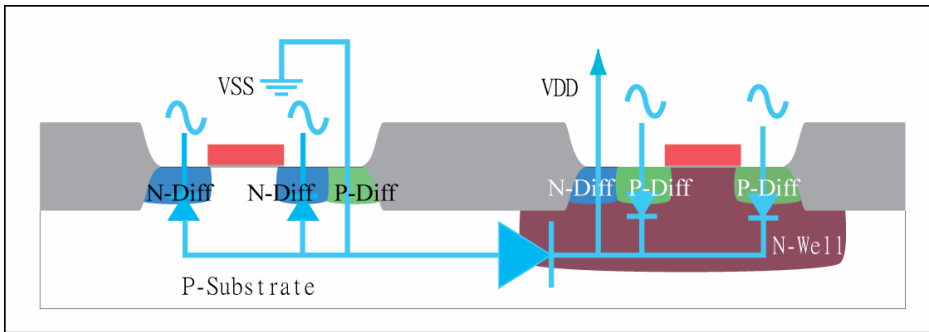 VSS
VDD
N-Diff
N-Diff
P-Diff
N-Diff
P-Diff
P-Diff
N-Well
P-Substrate